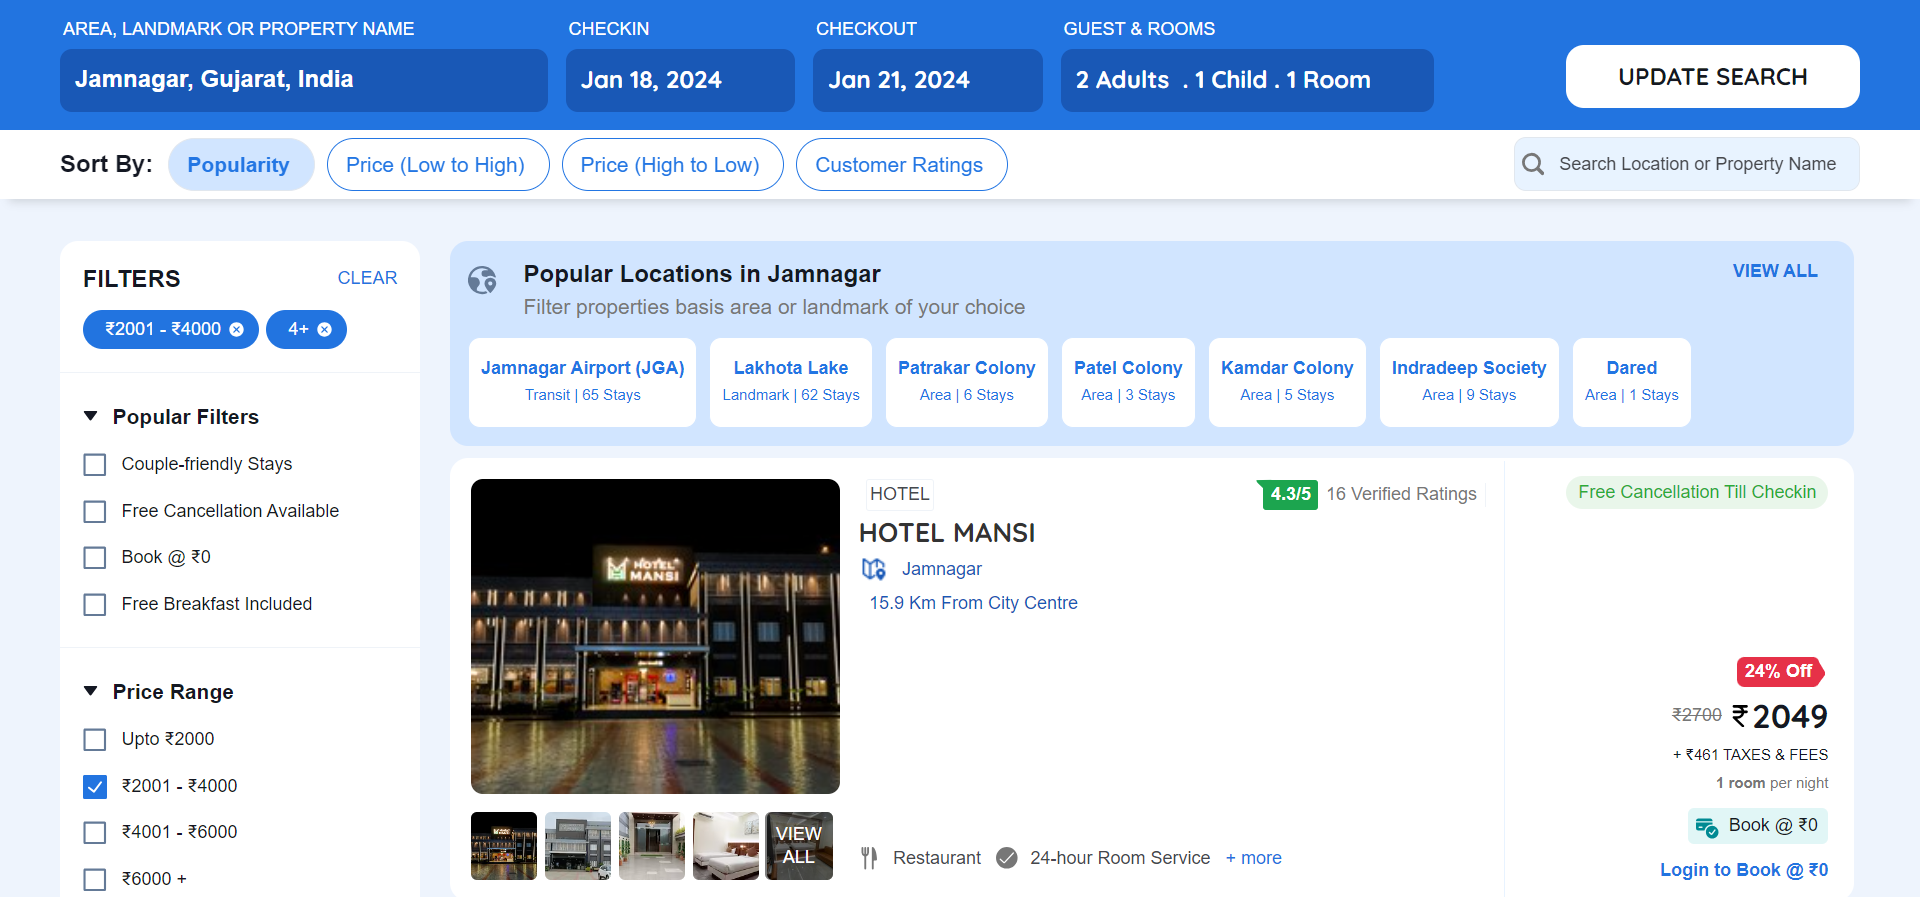 AREA, LANDMARK OR PROPERTY NAME
Jamnagar, Gujarat, India
CHECKIN
Jan 18, 2024
CHECKOUT
Jan 21, 2024
GUEST & ROOMS
2 Adults . 1 Child . 1 Room
UPDATE SEARCH
Sort By:
Popularity
Price (Low to High)
Price (High to Low)
Customer Ratings
Search Location or Property Name
FILTERS
CLEAR
₹2001 - ₹4000
4+
Popular Filters
Couple-friendly Stays
Free Cancellation Available
Book @ ₹0
Free Breakfast Included
Price Range
Upto ₹2000
₹2001 - ₹4000
₹4001 - ₹6000
₹6000 +
Popular Locations in Jamnagar
Filter properties basis area or landmark of your choice
VIEW ALL
Jamnagar Airport (JGA)
Transit | 65 Stays
Lakhota Lake
Landmark | 62 Stays
Patrakar Colony
Area | 6 Stays
Patel Colony
Area | 3 Stays
Kamdar Colony
Area | 5 Stays
Indradeep Society
Area | 9 Stays
Dared
Area | 1 Stays
HOTEL
MANSI
VIEW
ALL
HOTEL
HOTEL MANSI
Jamnagar
15.9 Km From City Centre
4.3/5
16 Verified Ratings
Restaurant
24-hour Room Service
+ more
Free Cancellation Till Checkin
24% Off
₹2700 ₹2049
+ ₹461 TAXES & FEES
1 room per night
Book @ ₹0
Login to Book @ ₹0